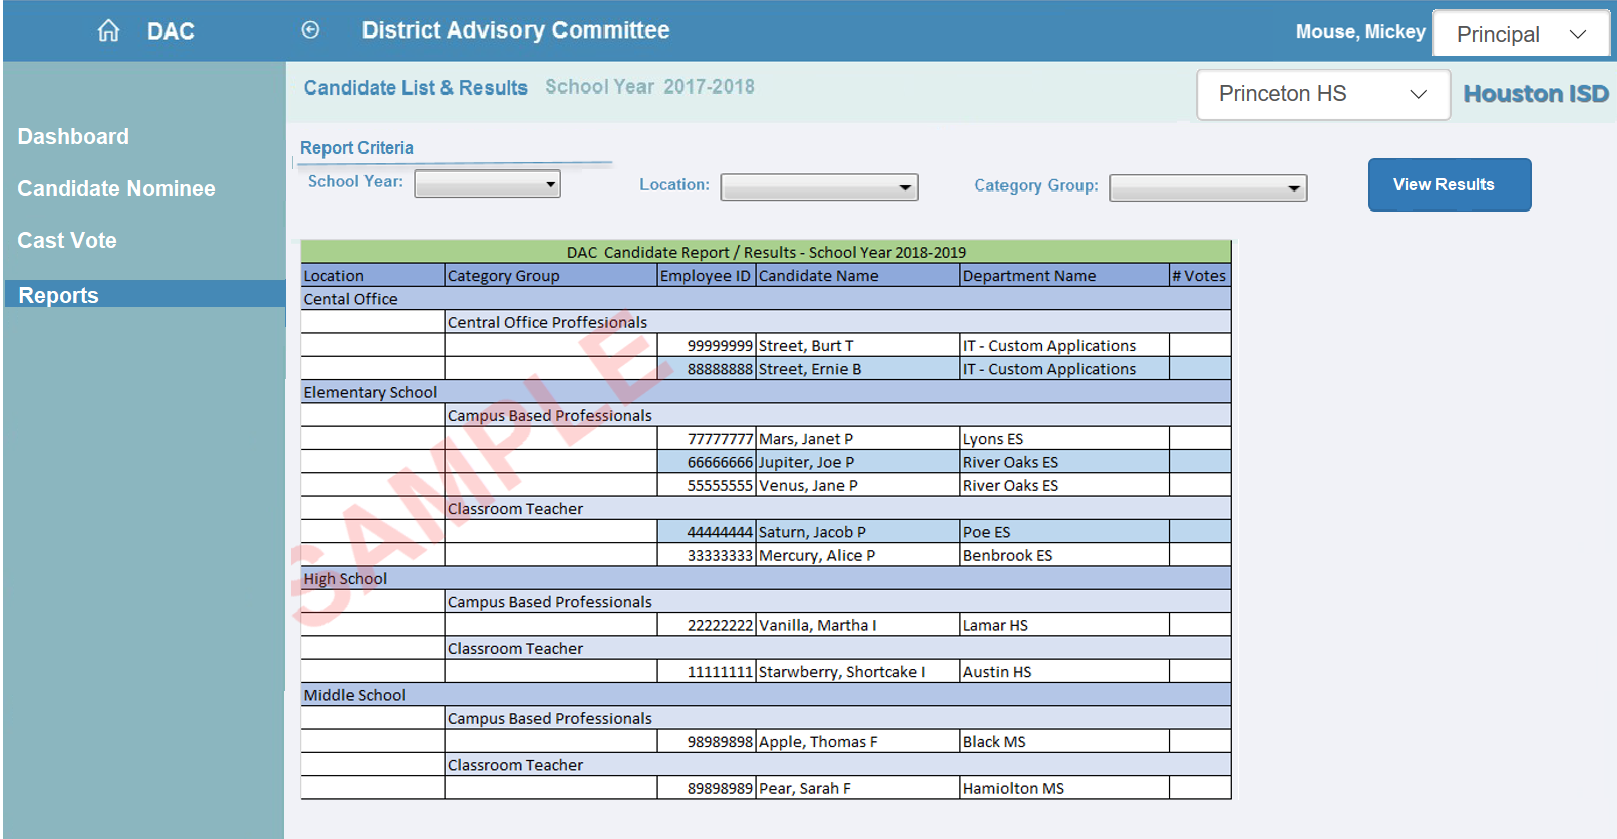 DAC District Advisory Committee Mouse, Mickey Principal
Candidate List & Results School Year 2017-2018 Princeton HS Houston ISD
Dashboard
Candidate Nominee
Cast Vote
Reports
Report Criteria
School Year: Location: Category Group: View Results
DAC Candidate Report / Results - School Year 2018-2019
Location Category Group Employee ID Candidate Name Department Name # Votes
Cental Office
Central Office Proffesionals
99999999 Street, Burt T IT - Custom Applications
88888888 Street, Ernie B IT - Custom Applications
Elementary School
Campus Based Professionals
77777777 Mars, Janet P Lyons ES
66666666 Jupiter, Joe P River Oaks ES
55555555 Venus, Jane P River Oaks ES
Classroom Teacher
44444444 Saturn, Jacob P Poe ES
33333333 Mercury, Alice P Benbrook ES
High School
Campus Based Professionals
22222222 Vanilla, Martha I Lamar HS
Classroom Teacher
11111111 Starwberry, Shortcake I Austin HS
Middle School
Campus Based Professionals
98989898 Apple, Thomas F Black MS
Classroom Teacher
89898989 Pear, Sarah F Hamiolton MS
SAMPLE